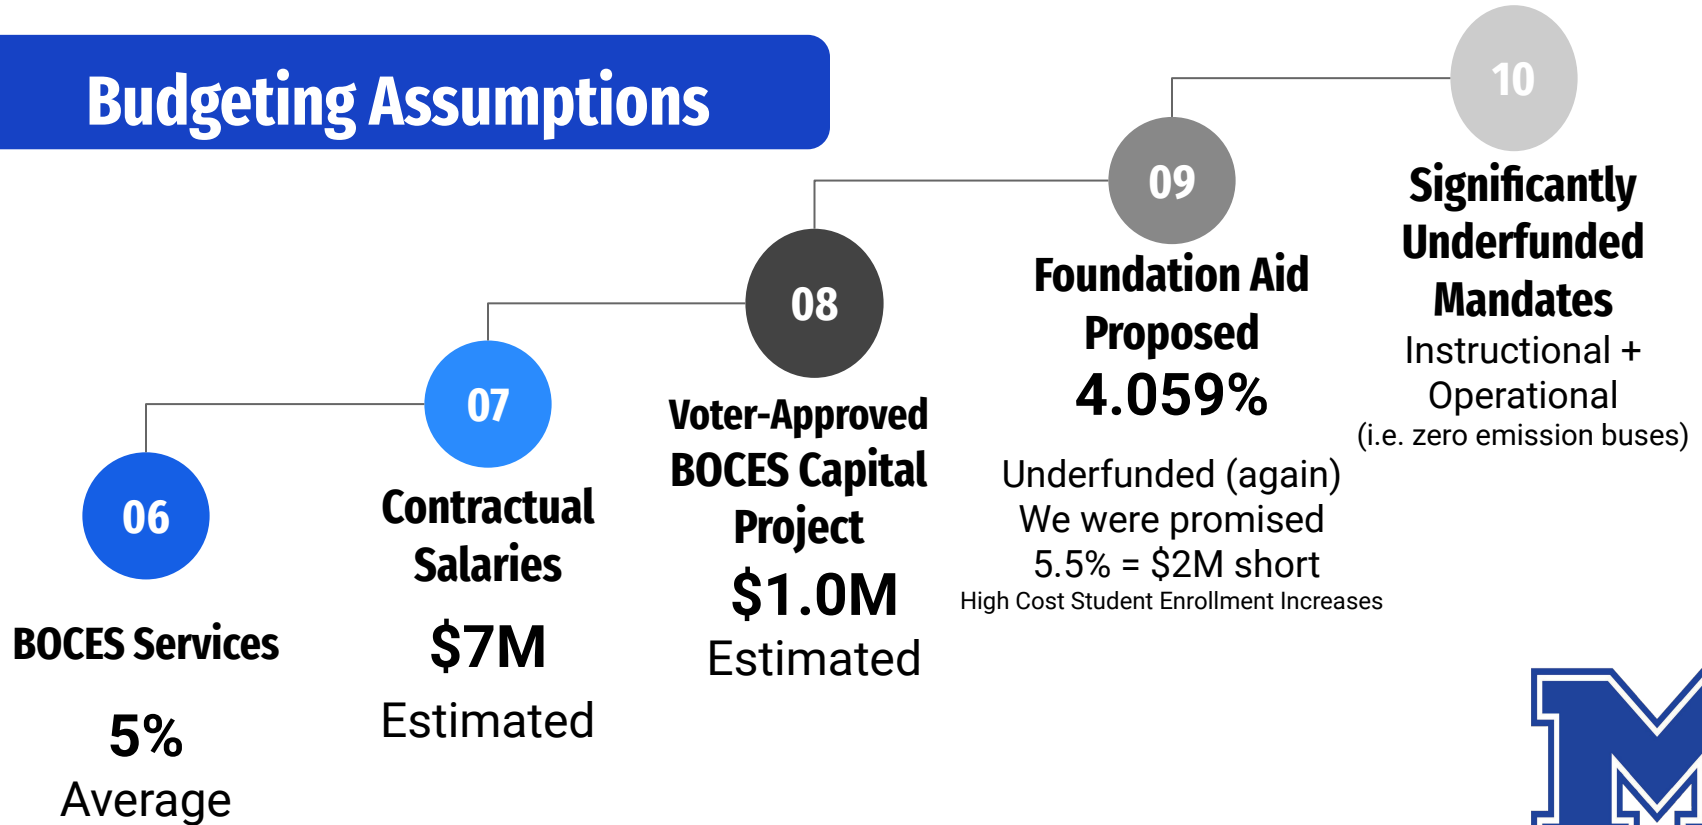 Budgeting Assumptions
06
BOCES Services
5%
Average
07
Contractual
Salaries
$7M
Estimated
08
Voter-Approved
BOCES Capital
Project
$1.0M
Estimated
09
Foundation Aid
Proposed
4.059%
Underfunded (again)
We were promised
5.5% = $2M short
High Cost Student Enrollment Increases
10
Significantly
Underfunded
Mandates
Instructional +
Operational
(i.e. zero emission buses)
M